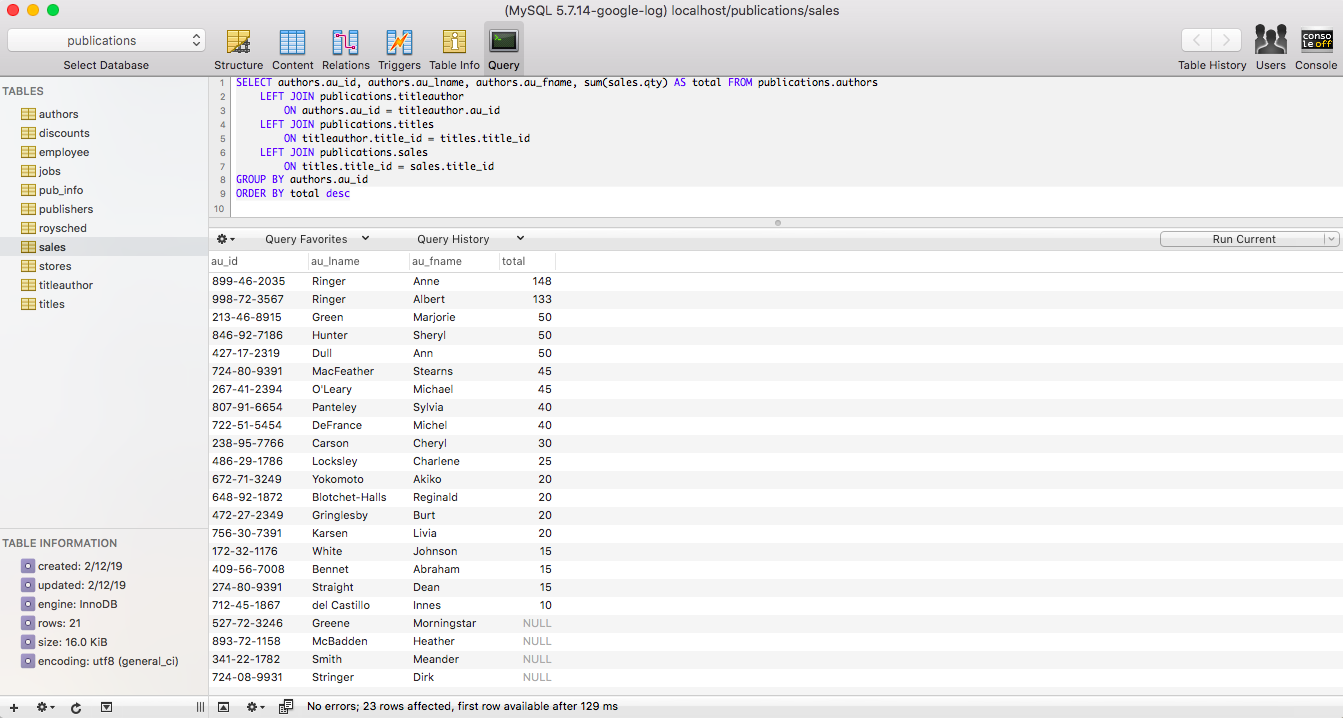 (MySQL 5.7.14-google-log) localhost/publications/sales
publications
Select Database
Structure Content Relations Triggers Table Info Query
Table History Users Console
conso
le off
TABLES
authors
discounts
employee
jobs
pub_info
publishers
roysched
sales
stores
titleauthor
titles
TABLE INFORMATION
created: 2/12/19
updated: 2/12/19
engine: InnoDB
rows: 21
size: 16.0 KiB
encoding: utf8 (general_ci)
1 SELECT authors.au_id, authors.au_lname, authors.au_fname, sum(sales.qty) AS total FROM publications.authors
2 LEFT JOIN publications.titleauthor
3 ON authors.au_id = titleauthor.au_id
4 LEFT JOIN publications.titles
5 ON titleauthor.title_id = titles.title_id
6 LEFT JOIN publications.sales
7 ON titles.title_id = sales.title_id
8 GROUP BY authors.au_id
9 ORDER BY total desc
10
Query Favorites Query History Run Current
au_id au_lname au_fname total
899-46-2035 Ringer Anne 148
998-72-3567 Ringer Albert 133
213-46-8915 Green Marjorie 50
846-92-7186 Hunter Sheryl 50
427-17-2319 Dull Ann 50
724-80-9391 MacFeather Stearns 45
267-41-2394 O'Leary Michael 45
807-91-6654 Panteley Sylvia 40
722-51-5454 DeFrance Michel 40
238-95-7766 Carson Cheryl 30
486-29-1786 Locksley Charlene 25
672-71-3249 Yokomoto Akiko 20
648-92-1872 Blotchet-Halls Reginald 20
472-27-2349 Gringlesby Burt 20
756-30-7391 Karsen Livia 20
172-32-1176 White Johnson 15
409-56-7008 Bennet Abraham 15
274-80-9391 Straight Dean 15
712-45-1867 del Castillo Innes 10
527-72-3246 Greene Morningstar NULL
893-72-1158 McBadden Heather NULL
341-22-1782 Smith Meander NULL
724-08-9931 Stringer Dirk NULL
No errors; 23 rows affected, first row available after 129 ms